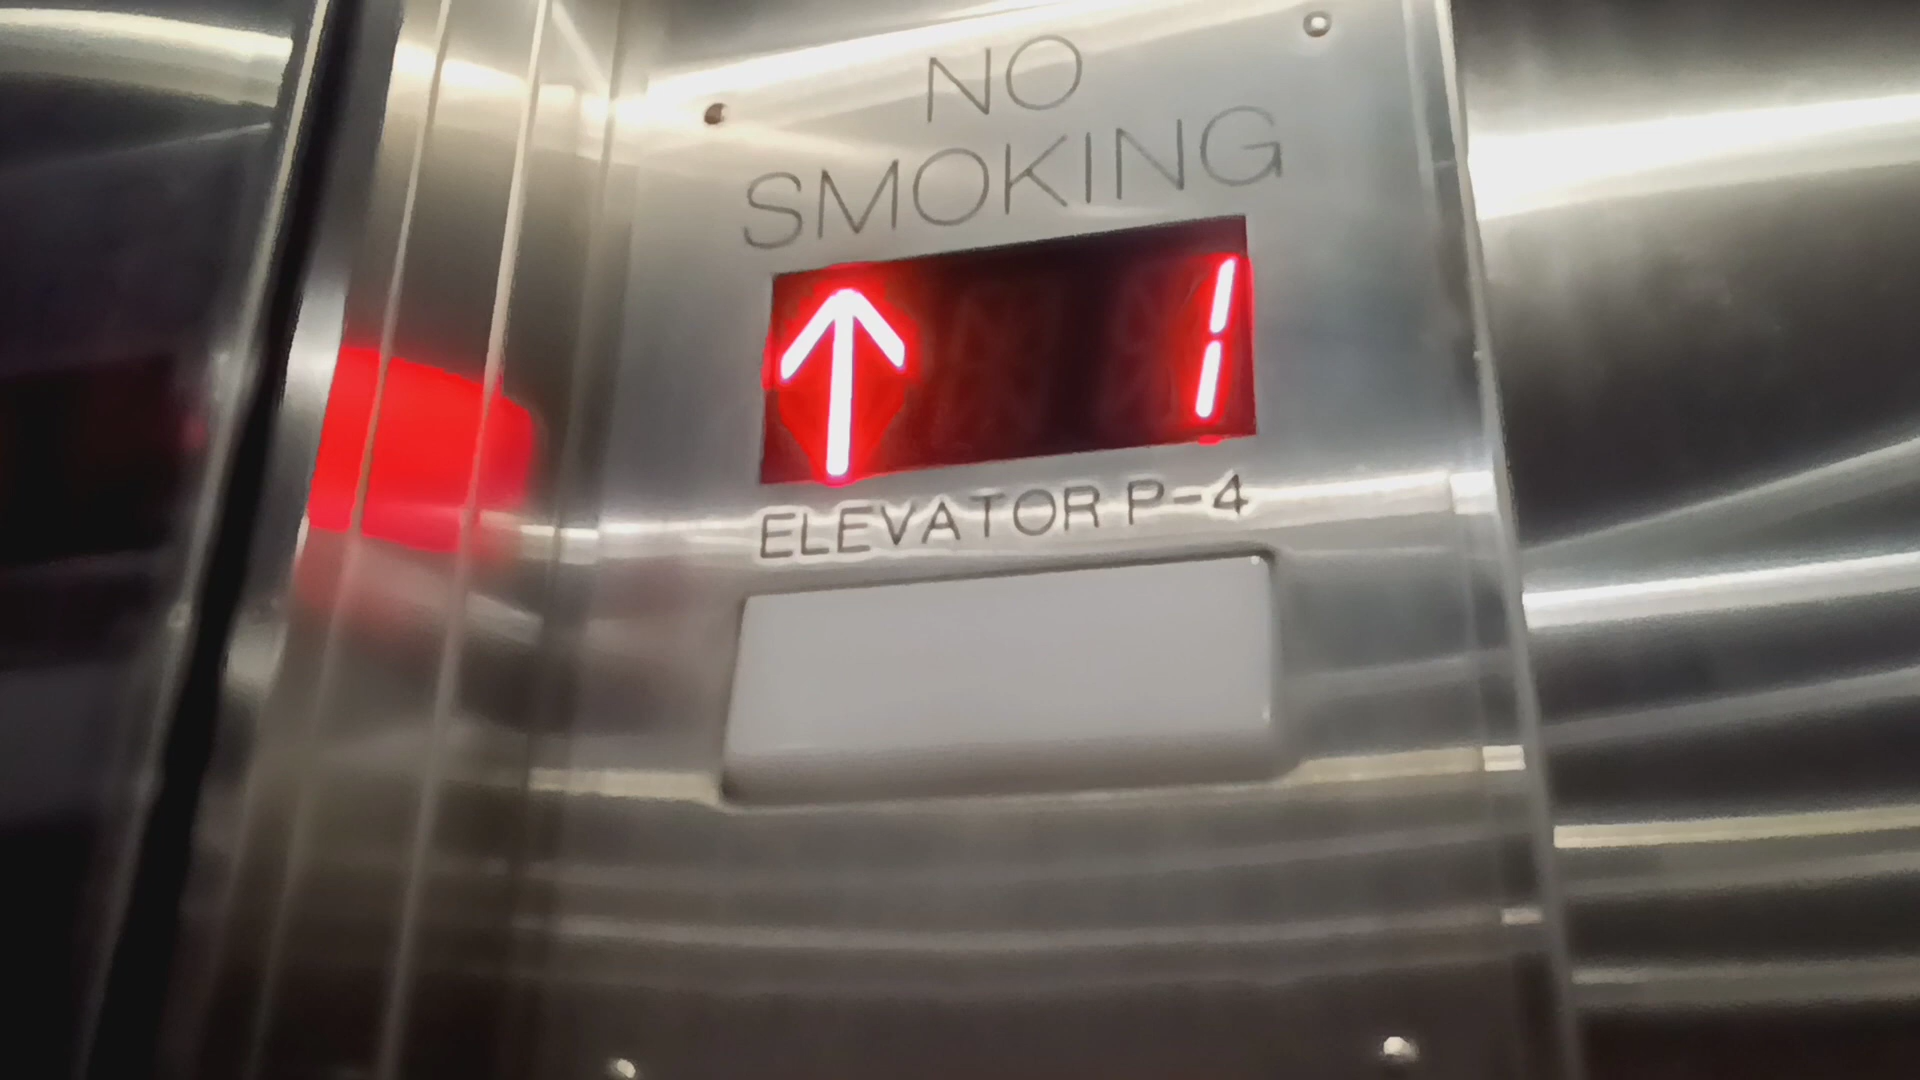 NO
SMOKING
↑ 1
ELEVATOR P-4